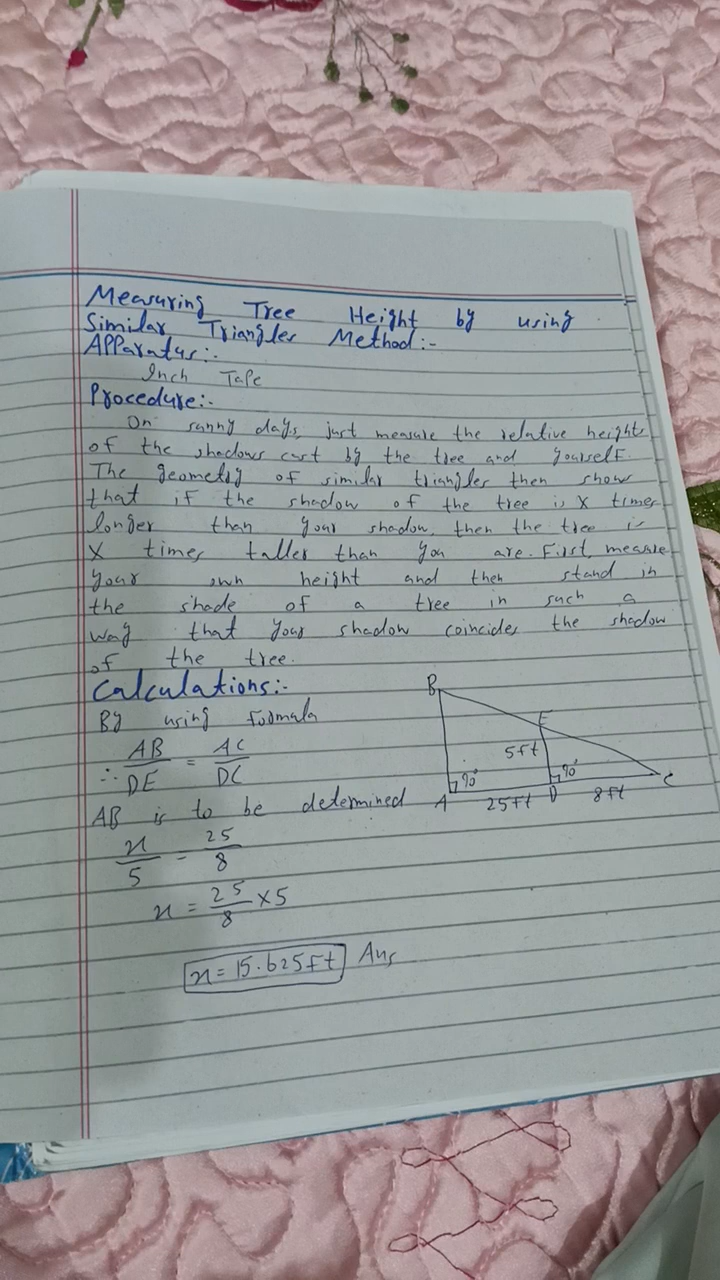 Measuring Tree Height by using
Similar Triangles Method:-
Apparatus:-
Inch Tape
Procedure:-
On sunny days, just measure the relative heights
of the shadows cast by the tree and yourself.
The geometry of similar triangles then show
that if the shadow of the tree is X times
longer than your shadow, then the tree is
X times taller than you are. First, measure
your own height and then stand in
the shade of a tree in such a
way that your shadow coincides the shadow
of the tree.
Calculations:-
By using formula
∴ AB/DE = AC/DC
AB is to be determined
x/5 = 25/8
x = 25/8 × 5
x = 15.625ft Ans
B
E
5ft
90°
90°
A
25ft
D
8ft
C